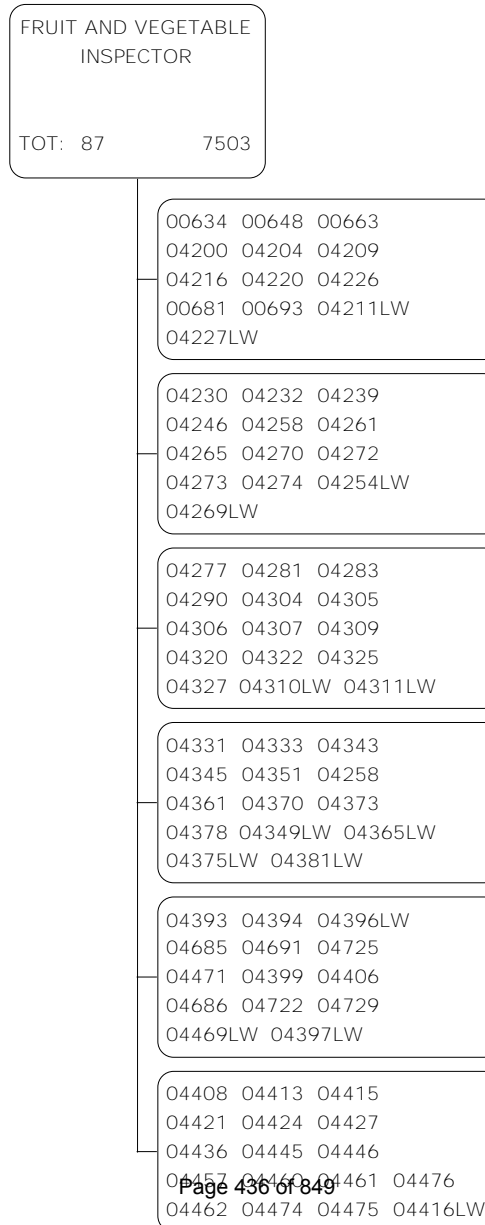 FRUIT AND VEGETABLE
INSPECTOR
TOT: 87 7503
00634 00648 00663
04200 04204 04209
04216 04220 04226
00681 00693 04211LW
04227LW
04230 04232 04239
04246 04258 04261
04265 04270 04272
04273 04274 04254LW
04269LW
04277 04281 04283
04290 04304 04305
04306 04307 04309
04320 04322 04325
04327 04310LW 04311LW
04331 04333 04343
04345 04351 04258
04361 04370 04373
04378 04349LW 04365LW
04375LW 04381LW
04393 04394 04396LW
04685 04691 04725
04471 04399 04406
04686 04722 04729
04469LW 04397LW
04408 04413 04415
04421 04424 04427
04436 04445 04446
04457 04460 04461 04476
Page 436 of 849
04462 04474 04475 04416LW